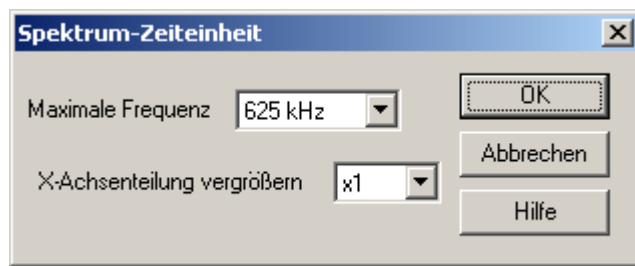 Spektrum-Zeiteinheit
Maximale Frequenz 625 kHz
OK
Abbrechen
X-Achsenteilung vergrößern x1
Hilfe